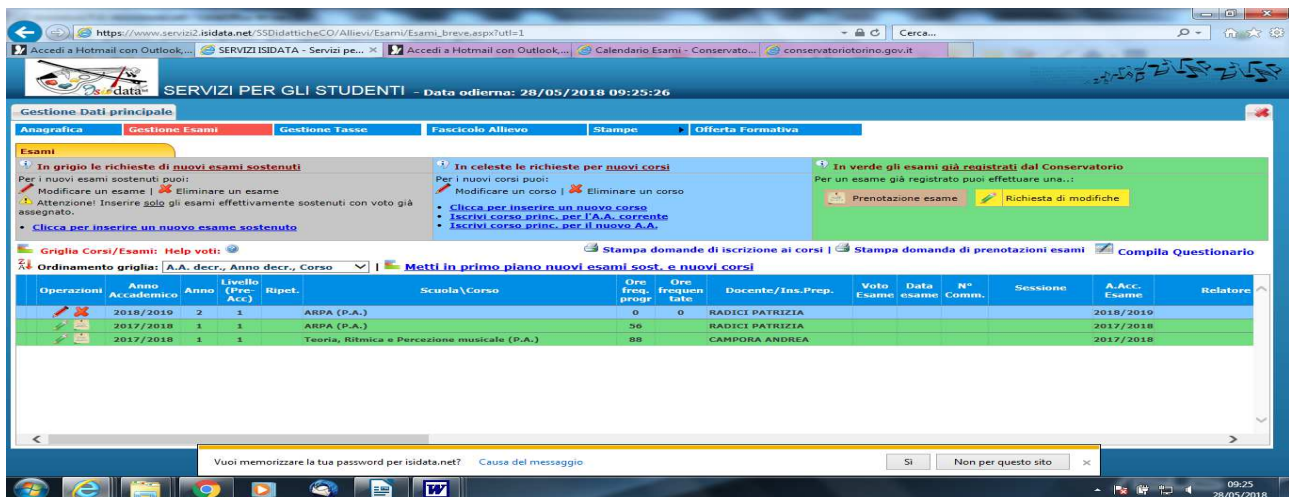 https://www.servizi2.isidata.net/SSDidatticheCO/Allievi/Esami/Esami_breve.aspx?utl=1
Cerca...
Accedi a Hotmail con Outlook,...
SERVIZI ISIDATA - Servizi pe...
Accedi a Hotmail con Outlook,...
Calendario Esami - Conservato...
conservatoriotorino.gov.it
Isidata SERVIZI PER GLI STUDENTI - Data odierna: 28/05/2018 09:25:26
Gestione Dati principale
Anagrafica Gestione Esami Gestione Tasse Fascicolo Allievo Stampe Offerta Formativa
Esami
In grigio le richieste di nuovi esami sostenuti
Per i nuovi esami sostenuti puoi:
Modificare un esame | Eliminare un esame
Attenzione! Inserire solo gli esami effettivamente sostenuti con voto già
assegnato.
• Clicca per inserire un nuovo esame sostenuto
In celeste le richieste per nuovi corsi
Per i nuovi corsi puoi:
Modificare un corso | Eliminare un corso
• Clicca per inserire un nuovo corso
• Iscrivi corso princ. per l'A.A. corrente
• Iscrivi corso princ. per il nuovo A.A.
In verde gli esami già registrati dal Conservatorio
Per un esame già registrato puoi effettuare una..:
Prenotazione esame Richiesta di modifiche
Griglia Corsi/Esami: Help voti:
Stampa domande di iscrizione ai corsi | Stampa domanda di prenotazioni esami Compila Questionario
Ordinamento griglia: A.A. decr., Anno decr., Corso | Metti in primo piano nuovi esami sost. e nuovi corsi
Operazioni Anno Accademico Anno Livello (Pre-Acc) Ripet. Scuola\Corso Ore freq. progr Ore frequen tate Docente/Ins.Prep. Voto Esame Data esame N° Comm. Sessione A.Acc. Esame Relatore
2018/2019 2 1 ARPA (P.A.) 0 0 RADICI PATRIZIA 2018/2019
2017/2018 1 1 ARPA (P.A.) 56 RADICI PATRIZIA 2017/2018
2017/2018 1 1 Teoria, Ritmica e Percezione musicale (P.A.) 88 CAMPORA ANDREA 2017/2018
Vuoi memorizzare la tua password per isidata.net? Causa del messaggio Sì Non per questo sito
09:25
28/05/2018